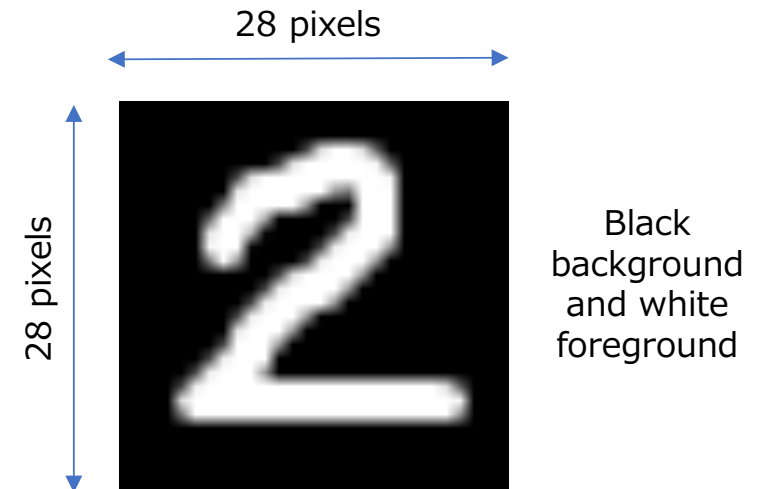 28 pixels
28 pixels
2
Black
background
and white
foreground